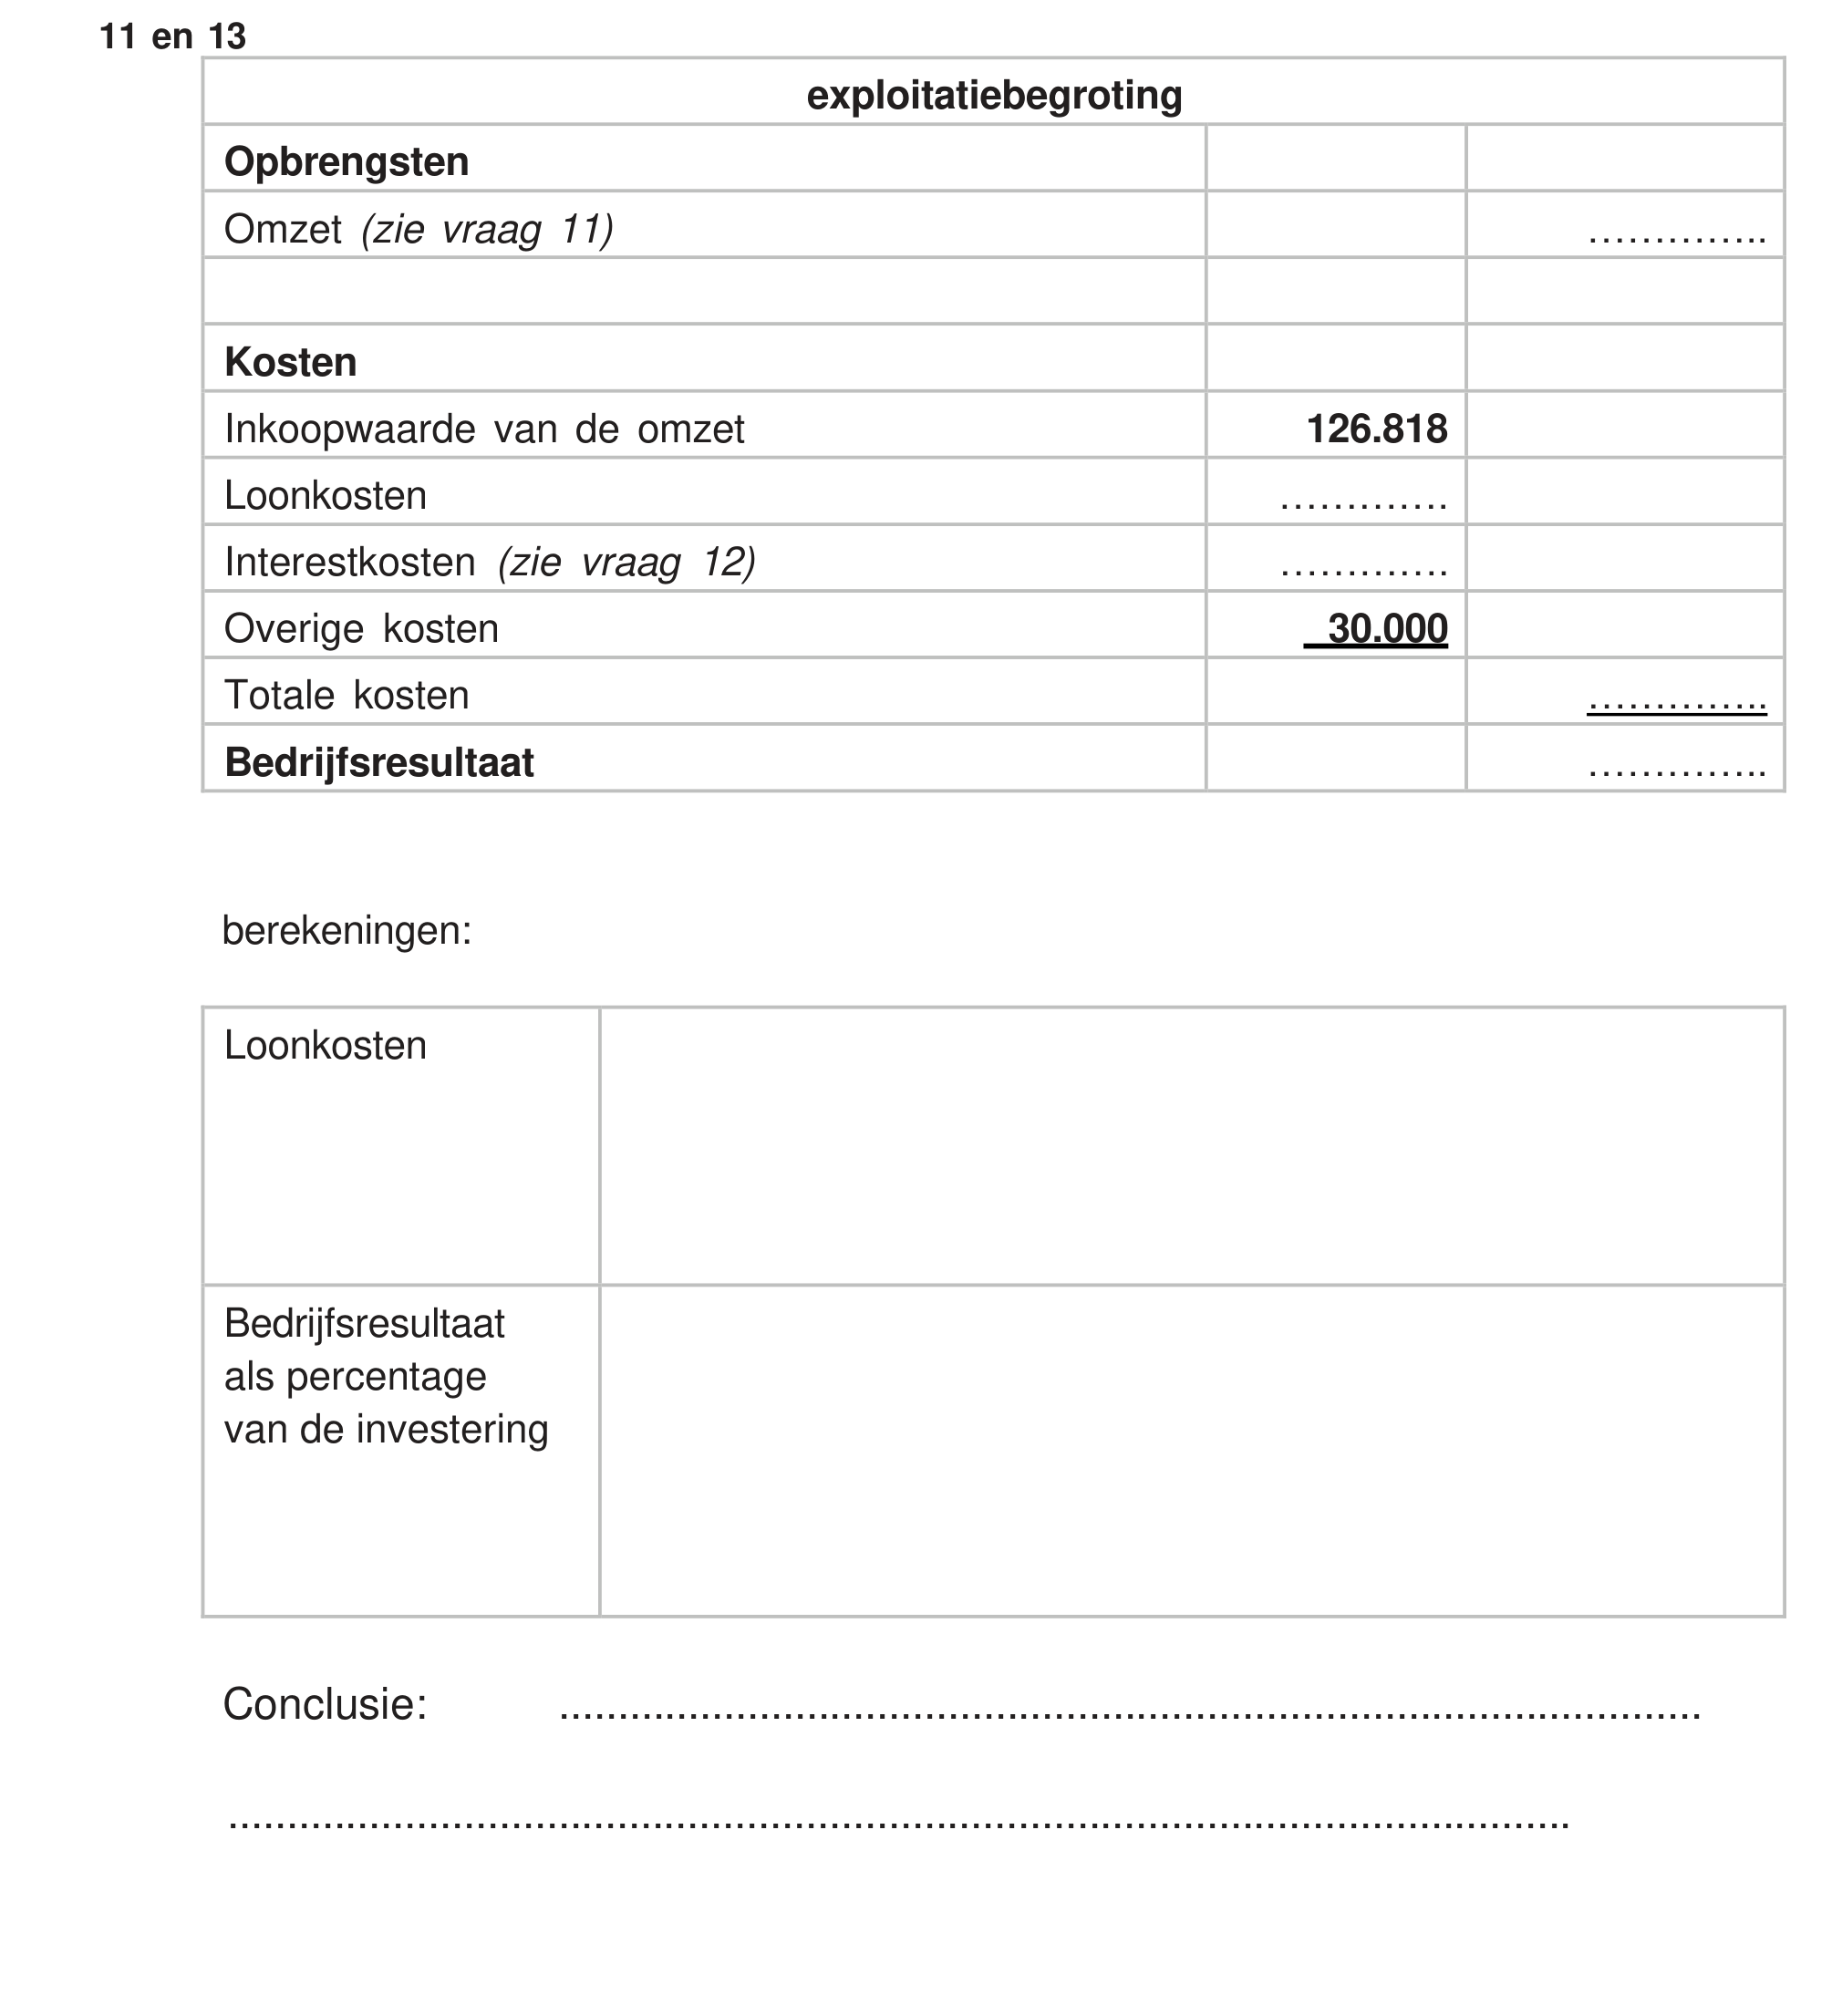 11 en 13
exploitatiebegroting
Opbrengsten
Omzet (zie vraag 11) …………..
Kosten
Inkoopwaarde van de omzet 126.818
Loonkosten ………….
Interestkosten (zie vraag 12) ………….
Overige kosten 30.000
Totale kosten …………..
Bedrijfsresultaat …………..
berekeningen:
Loonkosten
Bedrijfsresultaat
als percentage
van de investering
Conclusie: ................................................................................................
.................................................................................................................